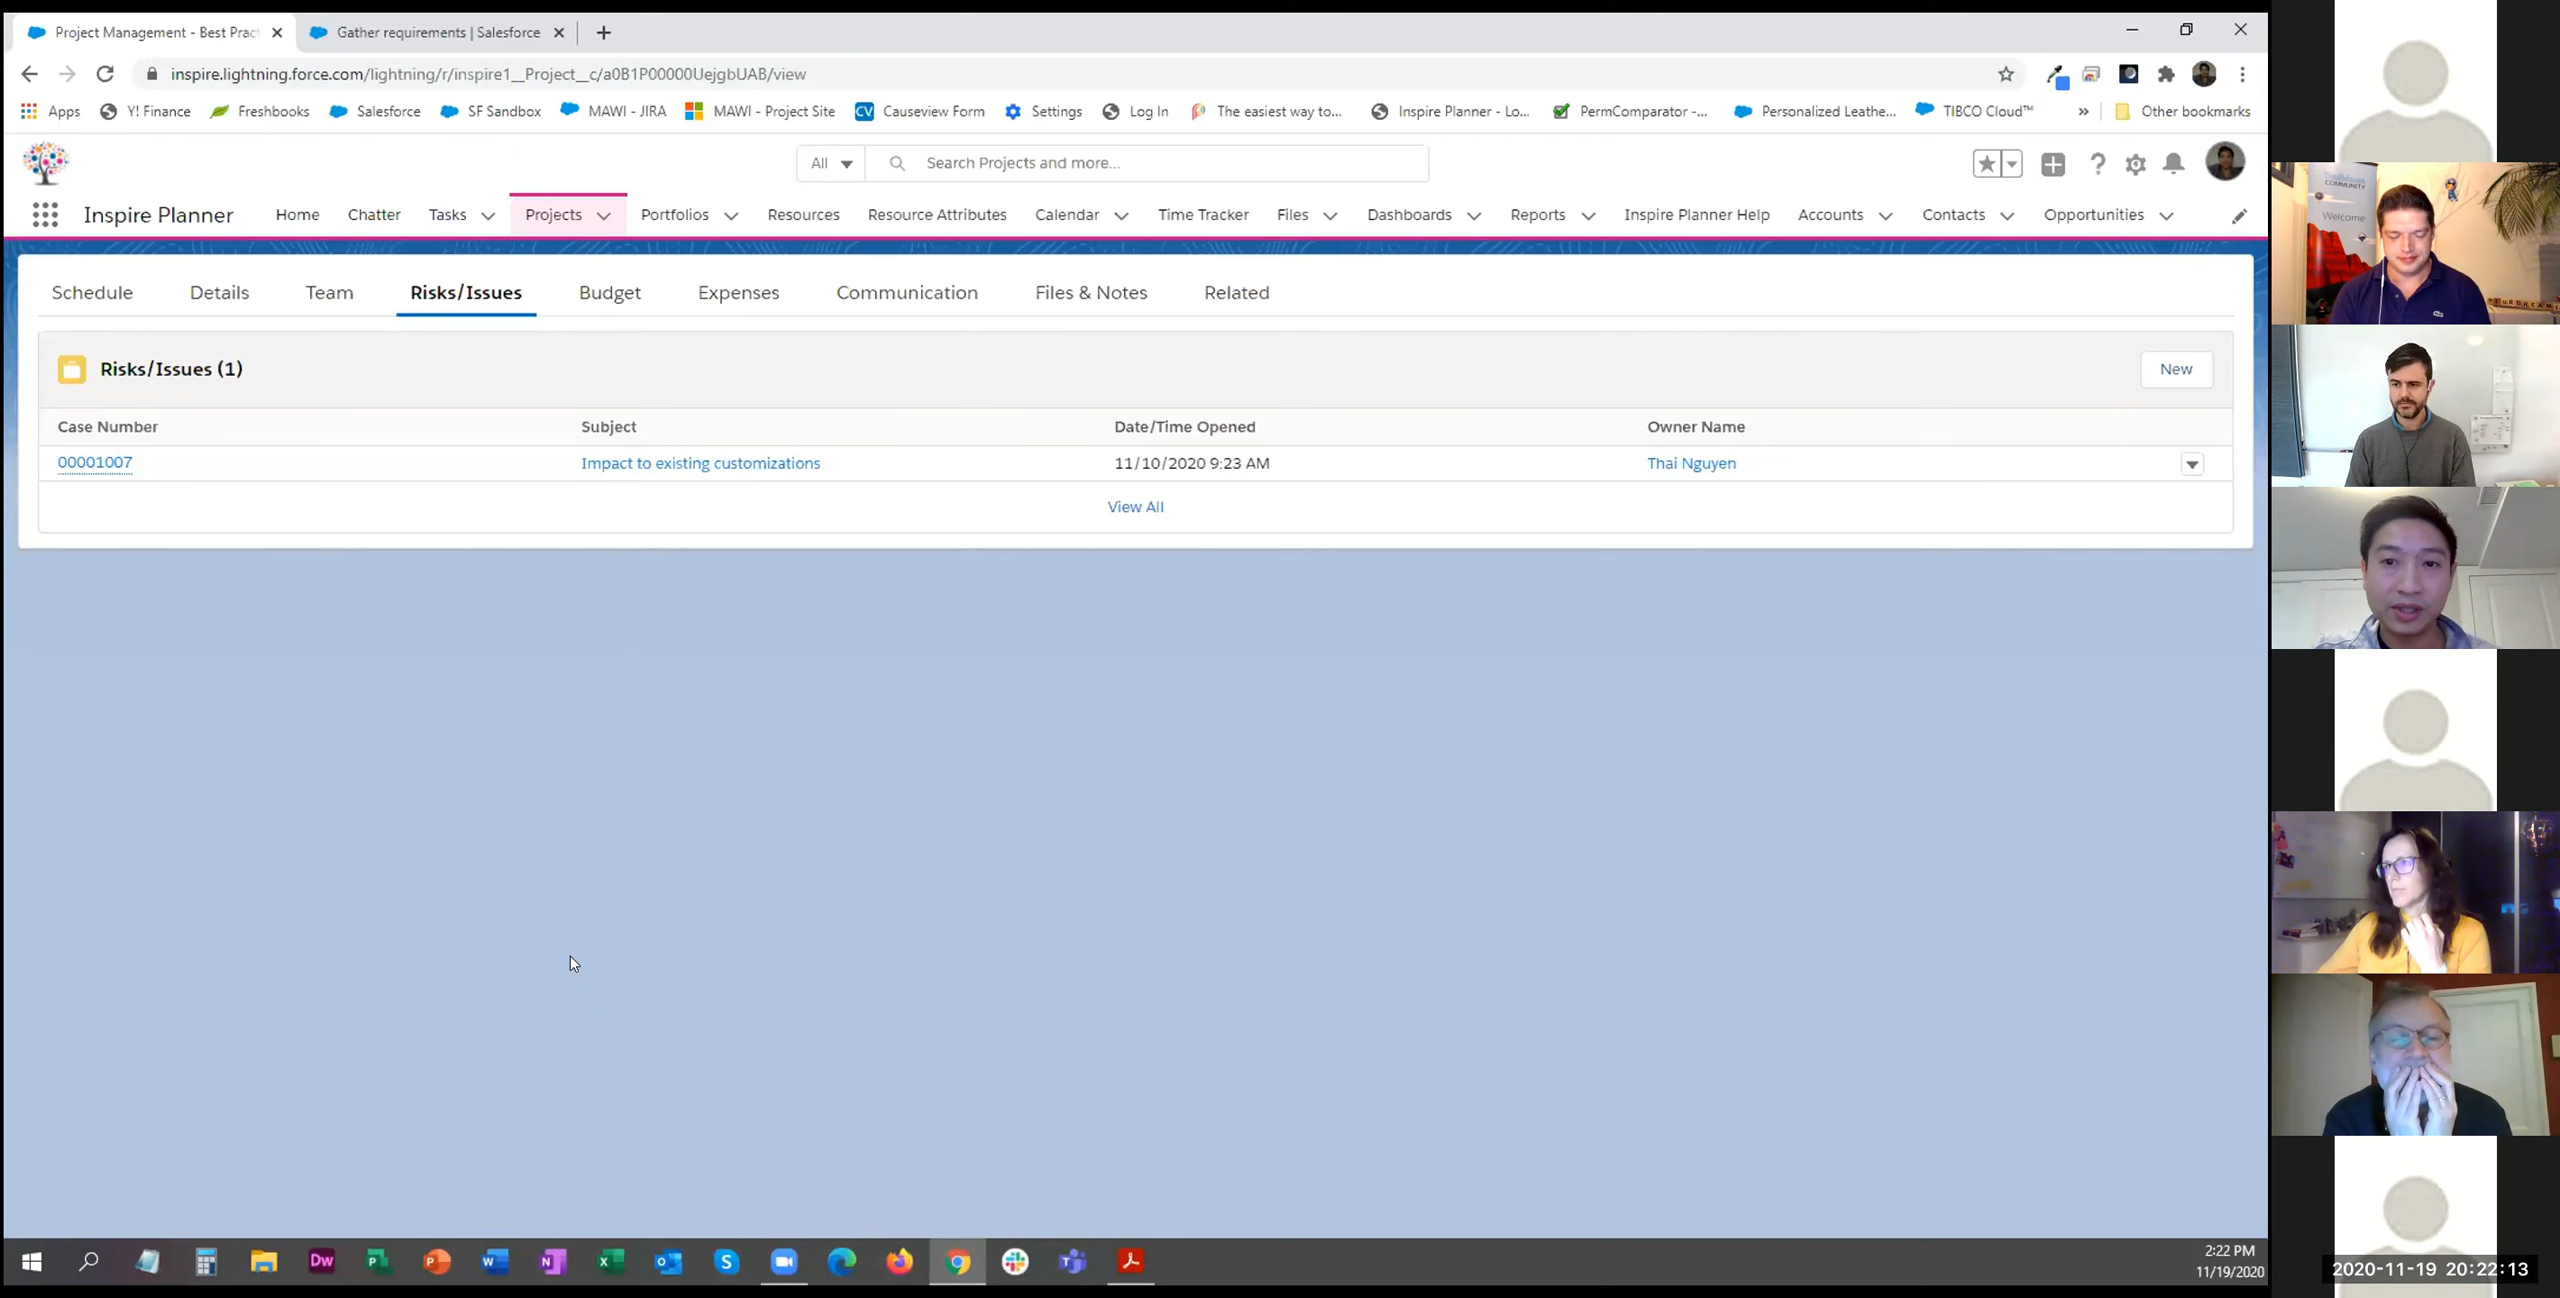 Project Management - Best Prac
Gather requirements | Salesforce
inspire.lightning.force.com/lightning/r/inspire1__Project__c/a0B1P00000UejgbUAB/view
Apps
Y! Finance
Freshbooks
Salesforce
SF Sandbox
MAWI - JIRA
MAWI - Project Site
CV
Causeview Form
Settings
Log In
The easiest way to...
Inspire Planner - Lo...
PermComparator -...
Personalized Leathe...
TIBCO Cloud™
»
Other bookmarks
All
Search Projects and more...
Inspire Planner
Home
Chatter
Tasks
Projects
Portfolios
Resources
Resource Attributes
Calendar
Time Tracker
Files
Dashboards
Reports
Inspire Planner Help
Accounts
Contacts
Opportunities
Schedule
Details
Team
Risks/Issues
Budget
Expenses
Communication
Files & Notes
Related
Risks/Issues (1)
New
Case Number
Subject
Date/Time Opened
Owner Name
00001007
Impact to existing customizations
11/10/2020 9:23 AM
Thai Nguyen
View All
COMMUNITY
Welcome
Dw
2:22 PM
11/19/2020
2020-11-19 20:22:13